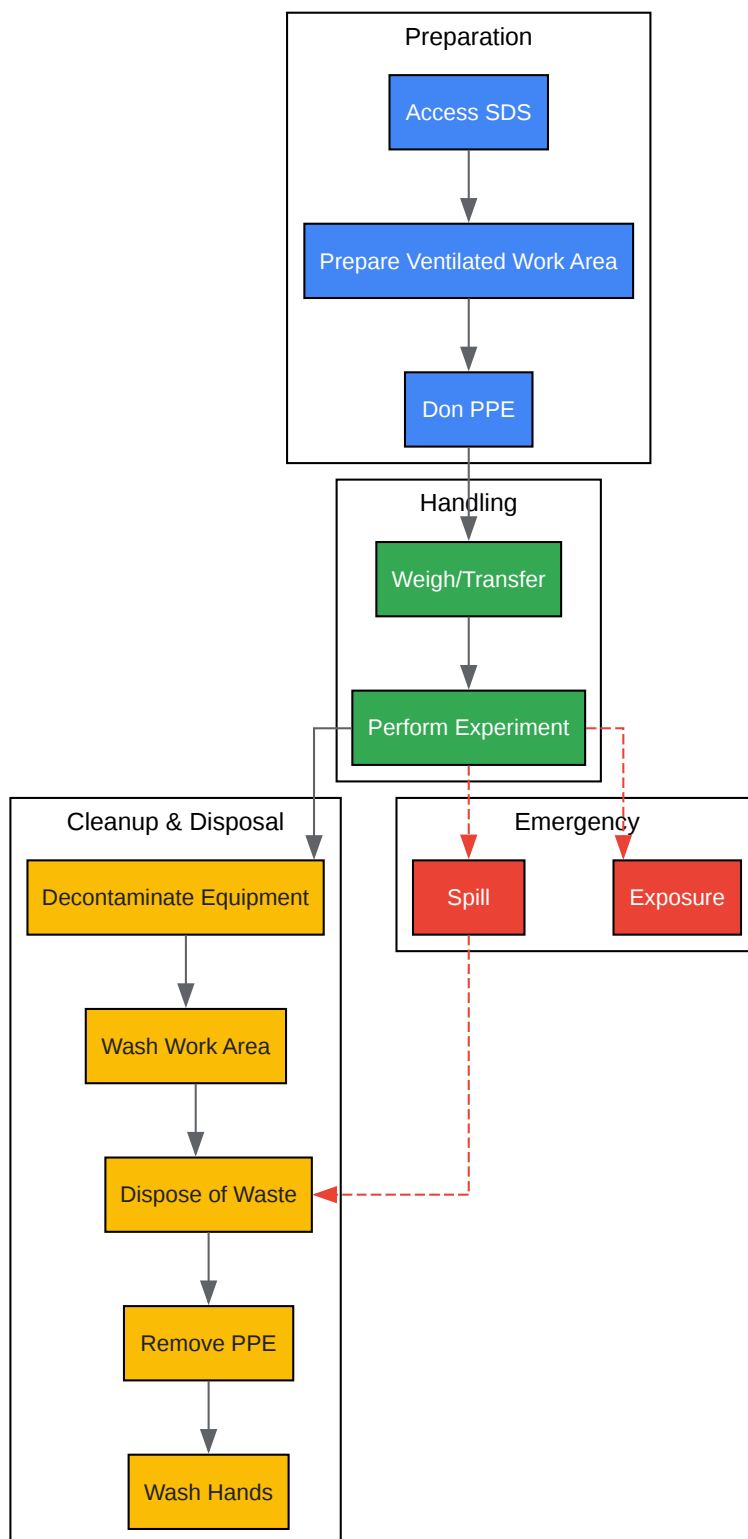 Preparation
Access SDS
Prepare Ventilated Work Area
Don PPE
Handling
Weigh/Transfer
Perform Experiment
Cleanup & Disposal
Emergency
Decontaminate Equipment
Spill
Exposure
Wash Work Area
Dispose of Waste
Remove PPE
Wash Hands